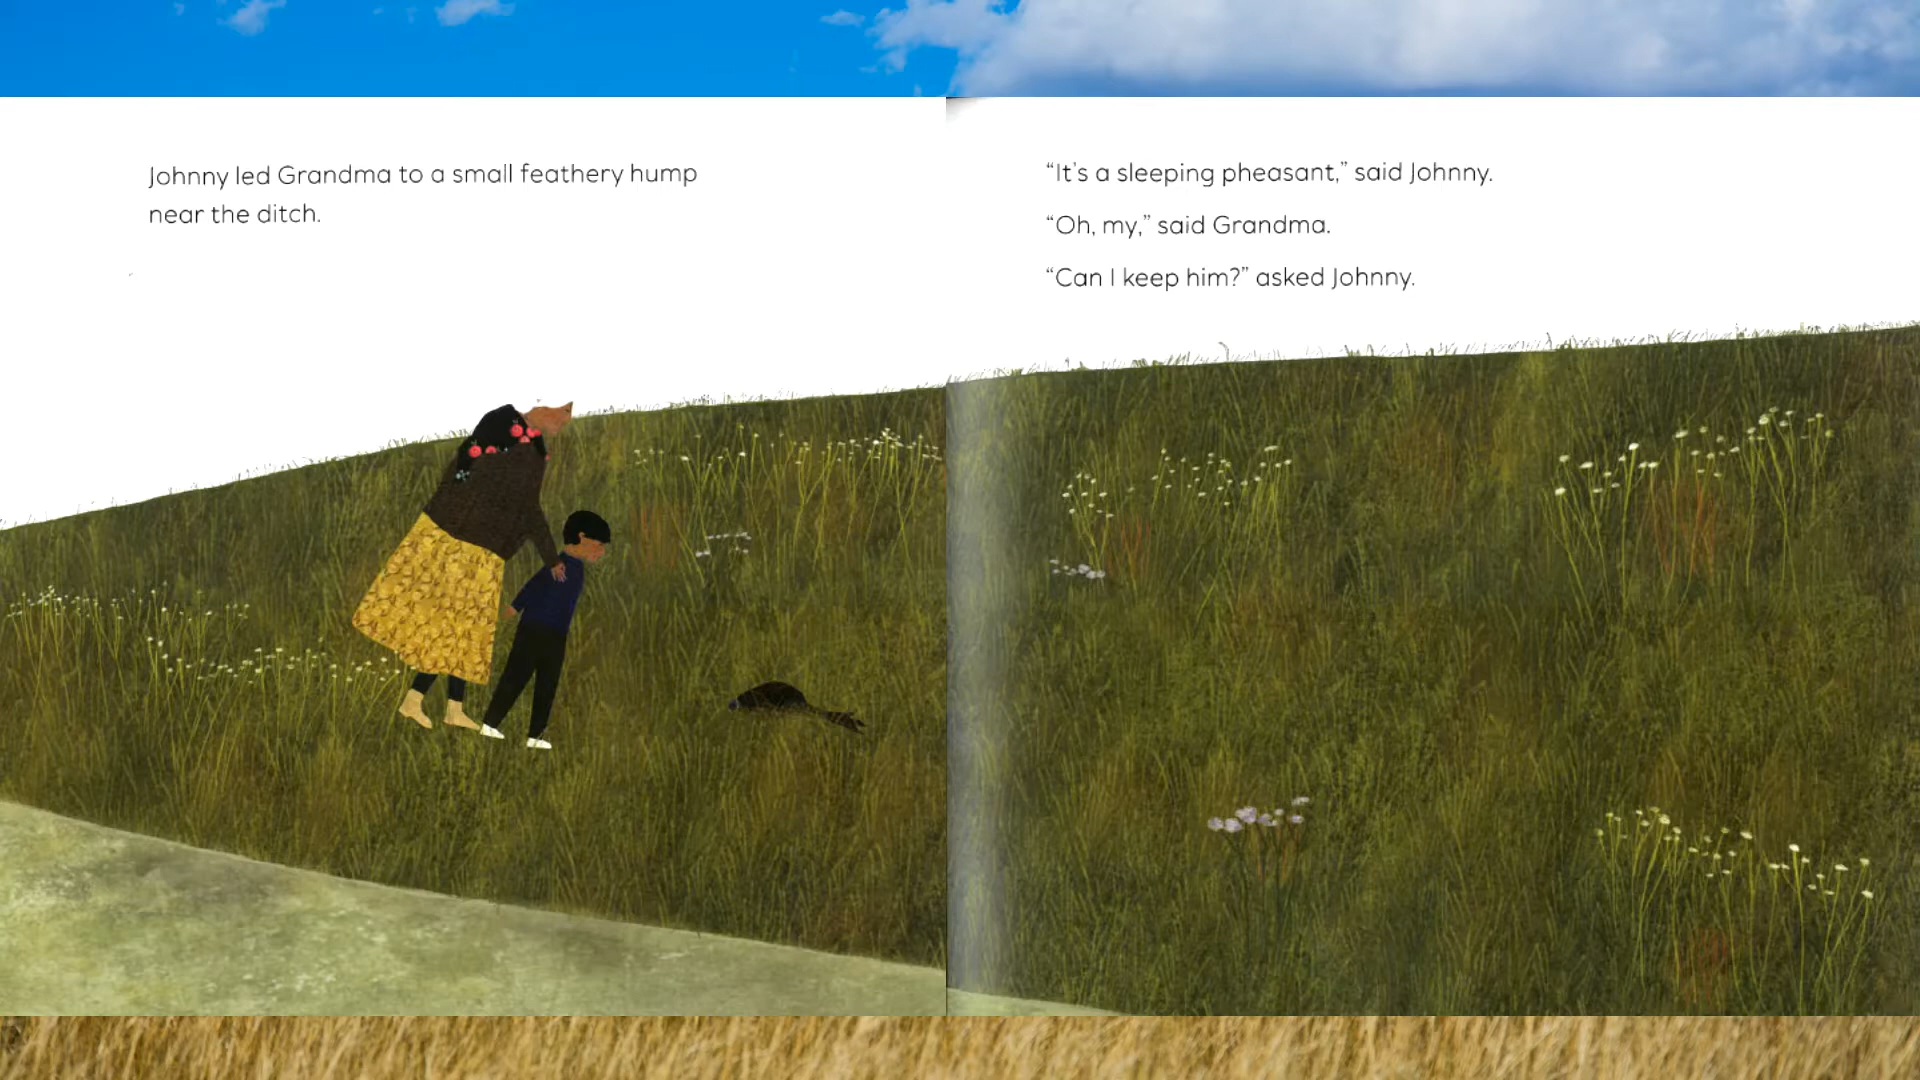 Johnny led Grandma to a small feathery hump
near the ditch.
“It’s a sleeping pheasant,” said Johnny.
“Oh, my,” said Grandma.
“Can I keep him?” asked Johnny.